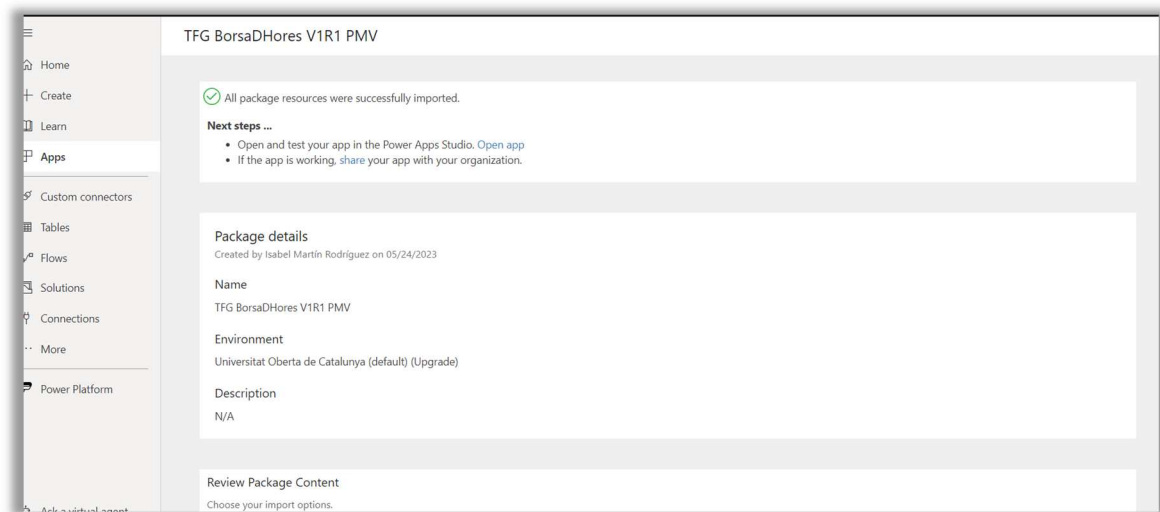 TFG BorsaDHores V1R1 PMV
Home
Create
Learn
Apps
Custom connectors
Tables
Flows
Solutions
Connections
More
Power Platform
Ask a virtual agent
All package resources were successfully imported.
Next steps ...
• Open and test your app in the Power Apps Studio. Open app
• If the app is working, share your app with your organization.
Package details
Created by Isabel Martín Rodríguez on 05/24/2023
Name
TFG BorsaDHores V1R1 PMV
Environment
Universitat Oberta de Catalunya (default) (Upgrade)
Description
N/A
Review Package Content
Choose your import options.